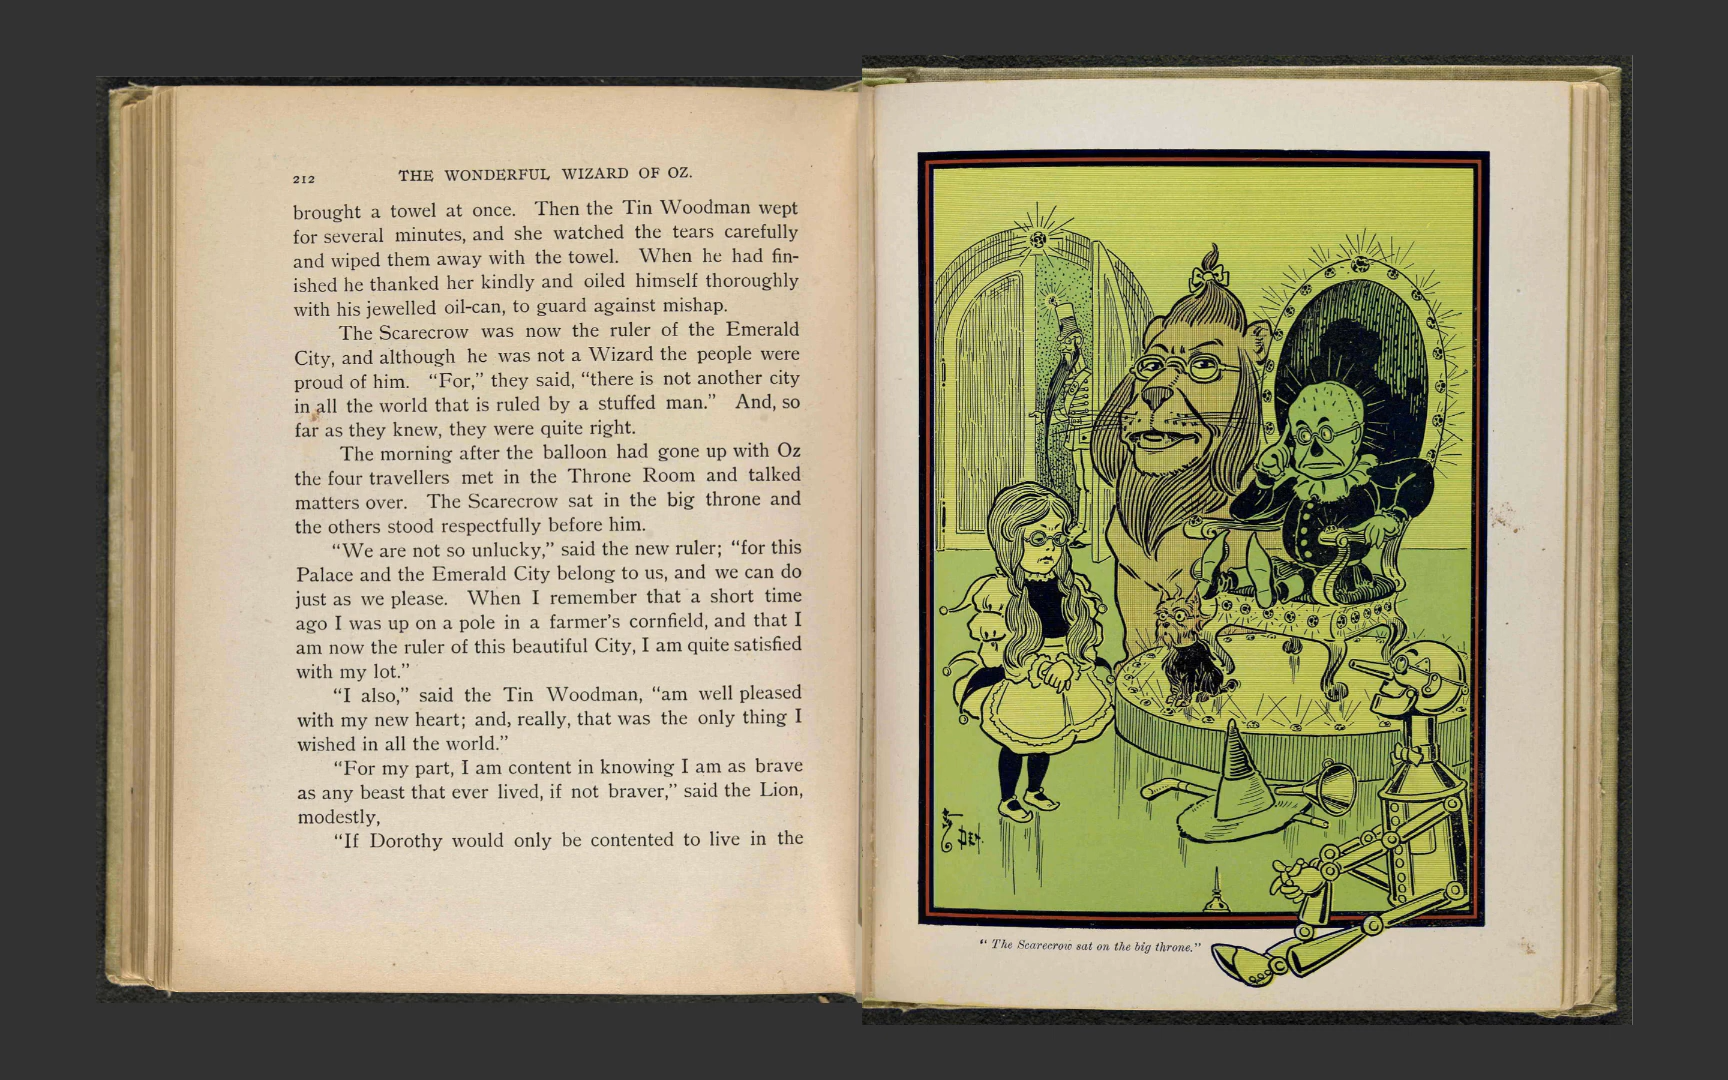 212 THE WONDERFUL WIZARD OF OZ.
brought a towel at once. Then the Tin Woodman wept
for several minutes, and she watched the tears carefully
and wiped them away with the towel. When he had fin-
ished he thanked her kindly and oiled himself thoroughly
with his jewelled oil-can, to guard against mishap.
The Scarecrow was now the ruler of the Emerald
City, and although he was not a Wizard the people were
proud of him. “For,” they said, “there is not another city
in all the world that is ruled by a stuffed man.” And, so
far as they knew, they were quite right.
The morning after the balloon had gone up with Oz
the four travellers met in the Throne Room and talked
matters over. The Scarecrow sat in the big throne and
the others stood respectfully before him.
“We are not so unlucky,” said the new ruler; “for this
Palace and the Emerald City belong to us, and we can do
just as we please. When I remember that a short time
ago I was up on a pole in a farmer's cornfield, and that I
am now the ruler of this beautiful City, I am quite satisfied
with my lot.”
“I also,” said the Tin Woodman, “am well pleased
with my new heart; and, really, that was the only thing I
wished in all the world.”
“For my part, I am content in knowing I am as brave
as any beast that ever lived, if not braver,” said the Lion,
modestly,
“If Dorothy would only be contented to live in the
DEN.
“ The Scarecrow sat on the big throne.”